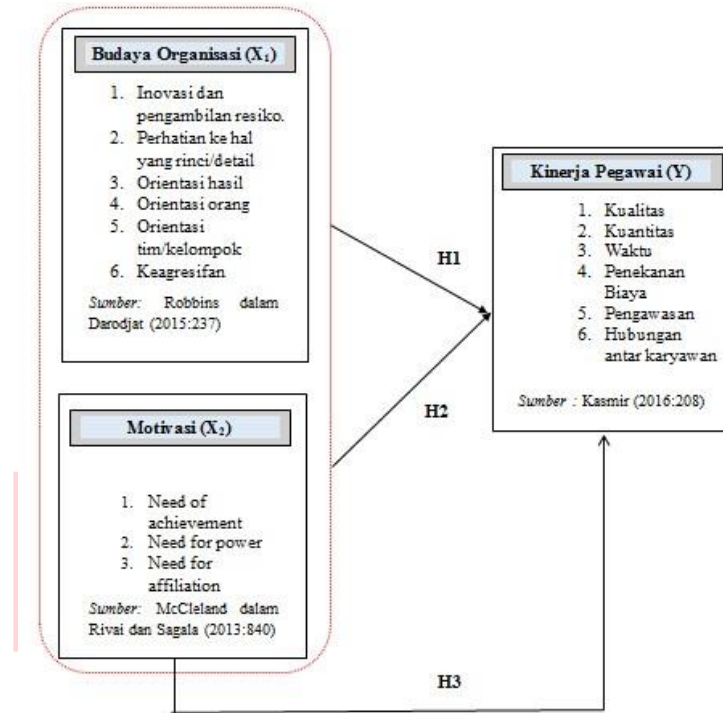 Budaya Organisasi (X₁)
1. Inovasi dan
pengambilan resiko.
2. Perhatian ke hal
yang rinci/detail
3. Orientasi hasil
4. Orientasi orang
5. Orientasi
tim/kelompok
6. Keagresifan
Sumber: Robbins dalam
Darodjat (2015:237)
Motivasi (X₂)
1. Need of
achievement
2. Need for power
3. Need for
affiliation
Sumber: McCleland dalam
Rivai dan Sagala (2013:840)
H1
H2
H3
Kinerja Pegawai (Y)
1. Kualitas
2. Kuantitas
3. Waktu
4. Penekanan
Biaya
5. Pengawasan
6. Hubungan
antar karyawan
Sumber : Kasmir (2016:208)